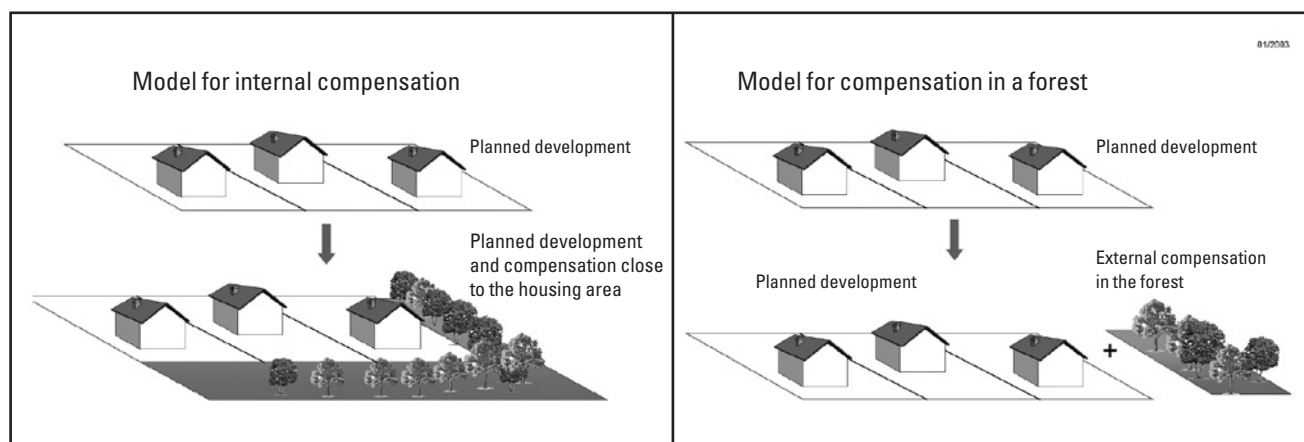 Model for internal compensation
Planned development
Planned development
and compensation close
to the housing area
01/2003
Model for compensation in a forest
Planned development
Planned development
External compensation
in the forest
+